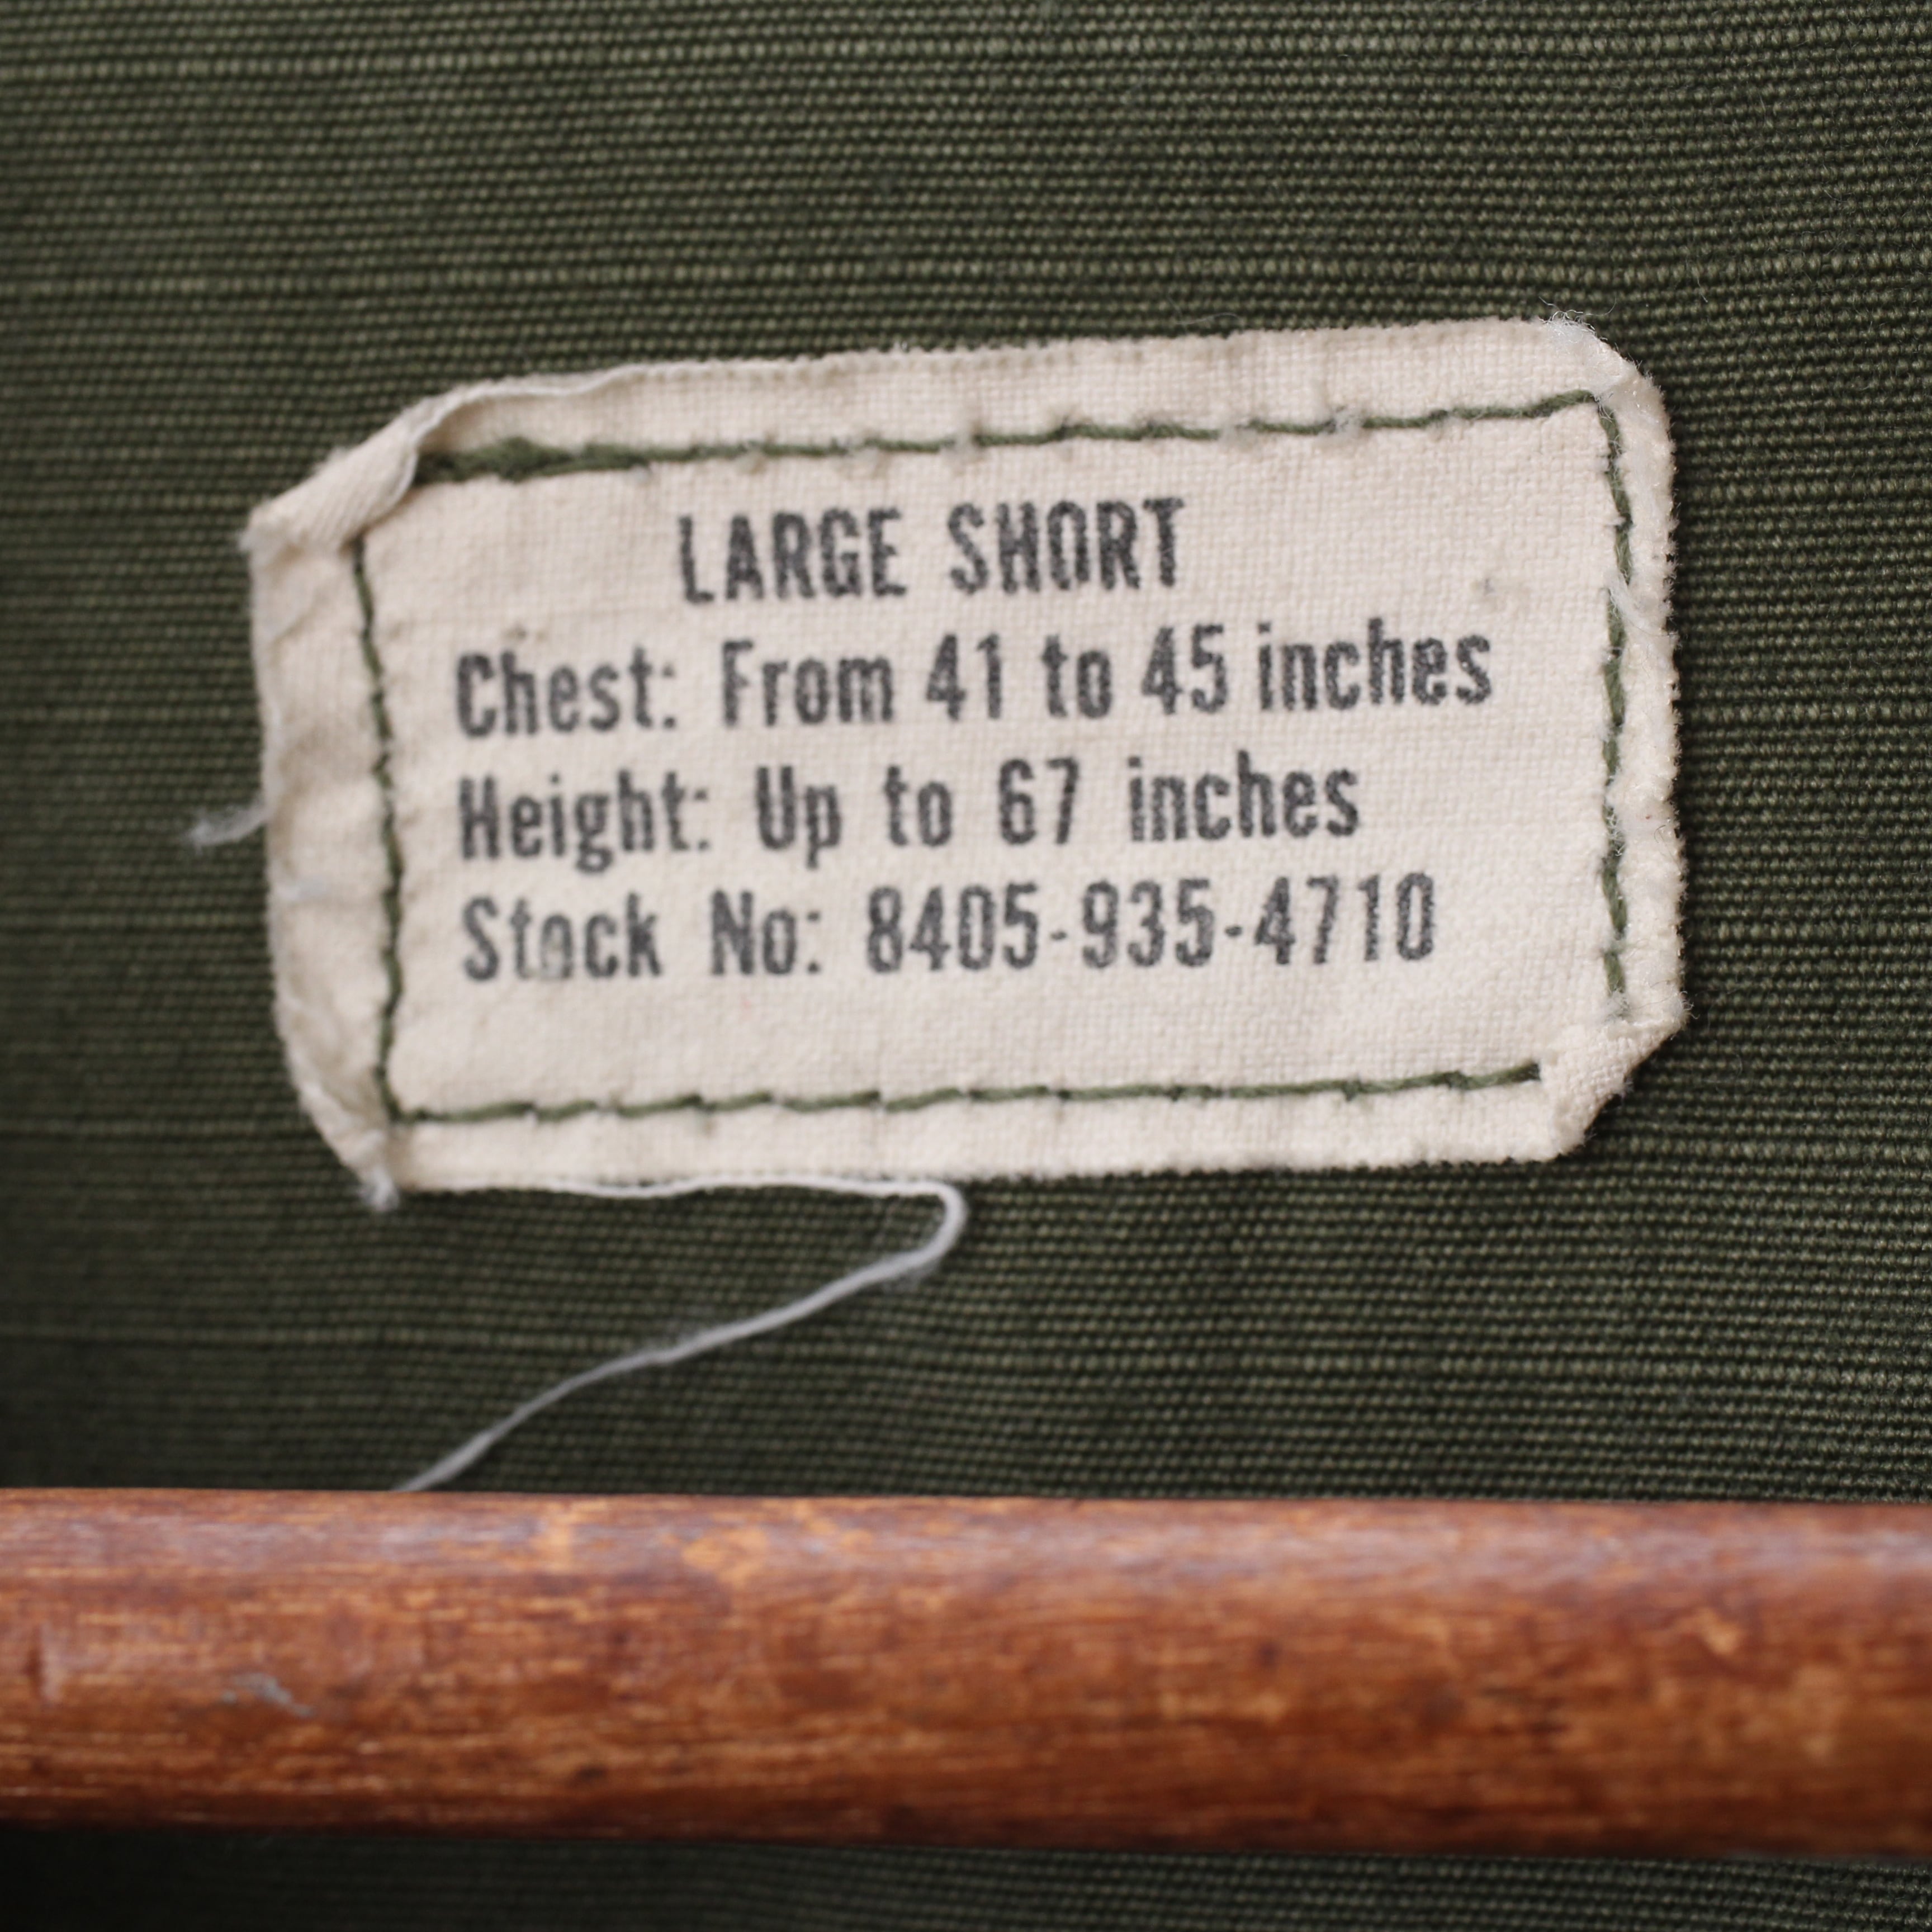 LARGE SHORT
Chest: From 41 to 45 inches
Height: Up to 67 inches
Stock No: 8405-935-4710